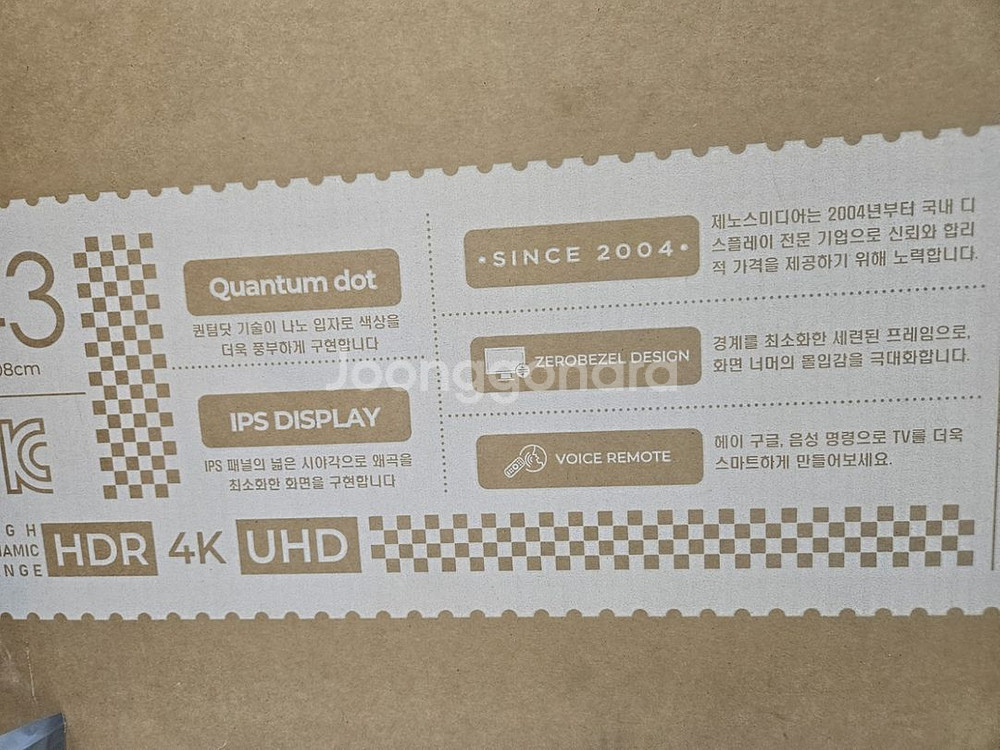 43
08cm
Quantum dot
퀀텀닷 기술이 나노 입자로 색상을
더욱 풍부하게 구현합니다
IPS DISPLAY
IPS 패널의 넓은 시야각으로 왜곡을
최소화한 화면을 구현합니다
• SINCE 2004 •
제노스미디어는 2004년부터 국내 디
스플레이 전문 기업으로 신뢰와 합리
적 가격을 제공하기 위해 노력합니다.
ZEROBEZEL DESIGN
경계를 최소화한 세련된 프레임으로,
화면 너머의 몰입감을 극대화합니다.
VOICE REMOTE
헤이 구글, 음성 명령으로 TV를 더욱
스마트하게 만들어보세요.
KC
GH
AMIC
NGE
HDR 4K UHD
Joonggonara